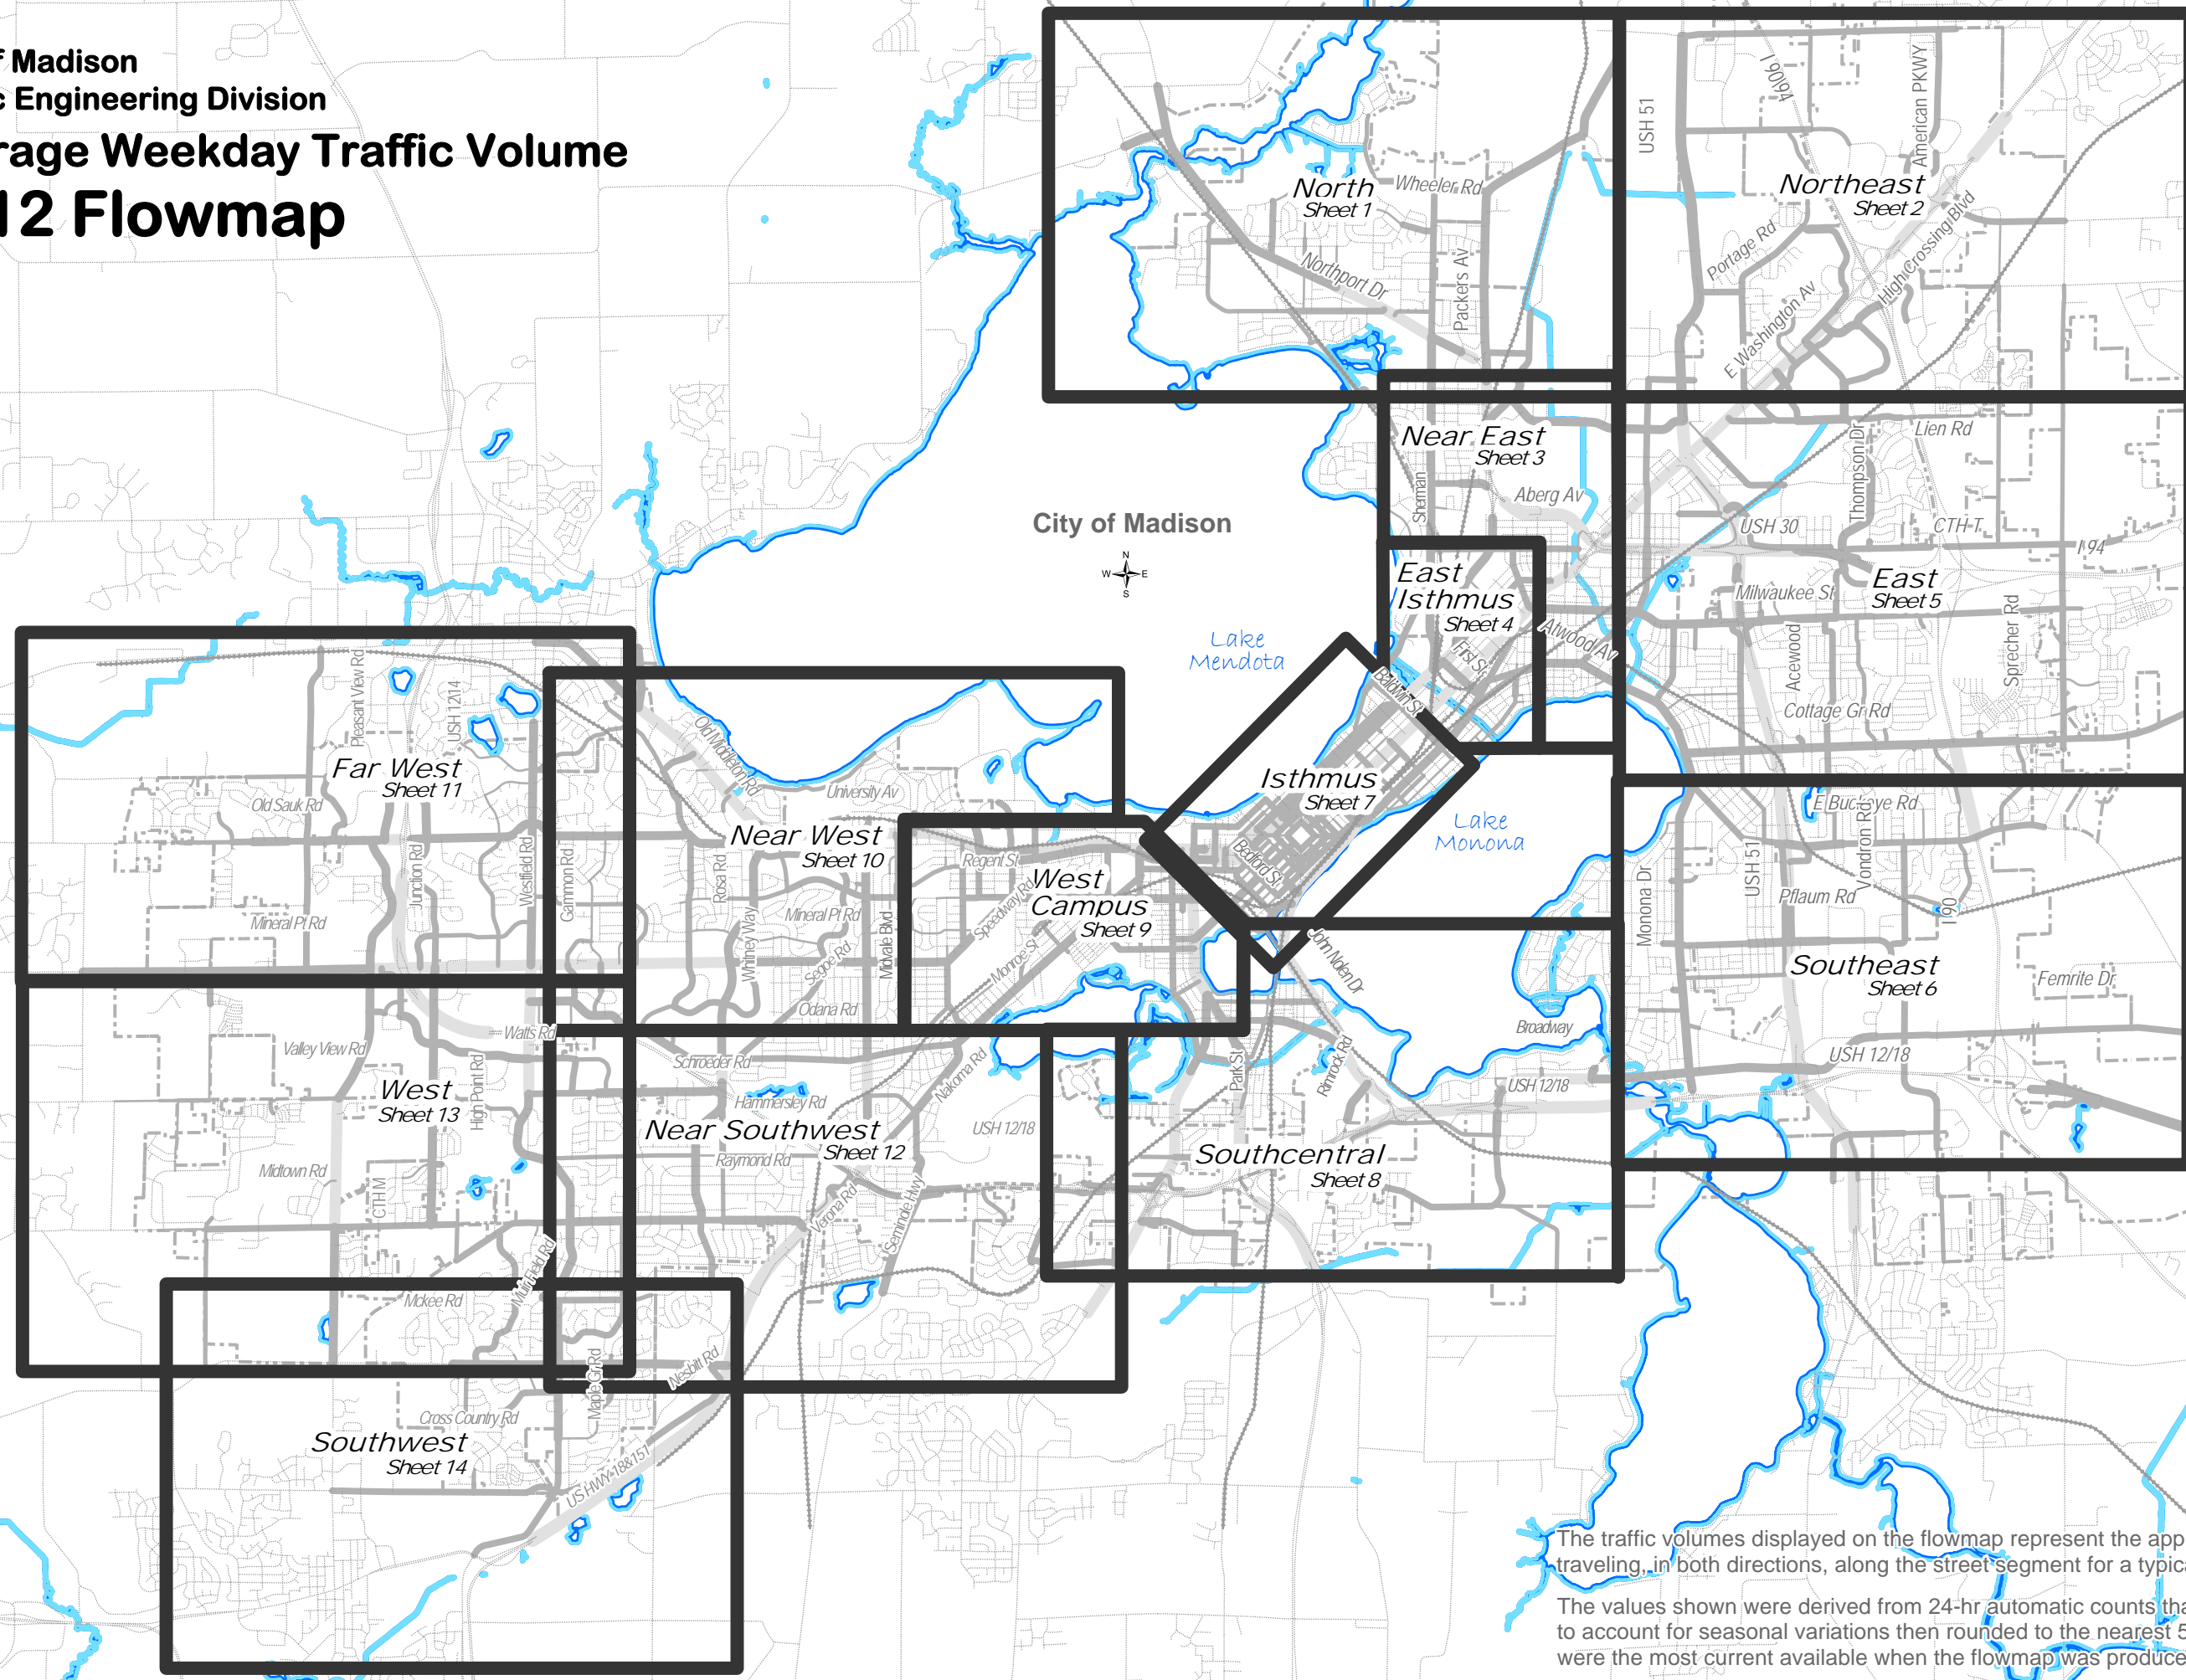 f Madison
c Engineering Division
rage Weekday Traffic Volume
12 Flowmap
North
Sheet 1
Wheeler Rd
Northport Dr
Packers Av
USH 51
I 90&94
American PKWY
Northeast
Sheet 2
Portage Rd
High Crossing Blvd
E Washington Av
Near East
Sheet 3
Sherman
Aberg Av
Lien Rd
Thompson Dr
USH 30
CTH T
I 94
City of Madison
N
W
E
S
East
Isthmus
Sheet 4
First St
Atwood Av
Baldwin St
Milwaukee St
East
Sheet 5
Acewood
Sprecher Rd
Cottage Gr Rd
Lake
Mendota
Pleasant View Rd
USH 12/14
Far West
Sheet 11
Old Sauk Rd
Junction Rd
Westfield Rd
Gammon Rd
Mineral Pt Rd
Old Middleton Rd
University Av
Near West
Sheet 10
Rosa Rd
Whitney Way
Mineral Pt Rd
Segoe Rd
Midvale Blvd
Odana Rd
Regent St
Speedway Rd
West
Campus
Sheet 9
Monroe St
Isthmus
Sheet 7
Bedford St
Lake
Monona
John Nolen Dr
E Buckeye Rd
USH 51
Vondron Rd
Monona Dr
Pflaum Rd
I 90
Southeast
Sheet 6
Femrite Dr
USH 12/18
Broadway
Watts Rd
Valley View Rd
West
Sheet 13
High Point Rd
Midtown Rd
CTH M
Schroeder Rd
Hammersley Rd
Nakoma Rd
Near Southwest
Sheet 12
Raymond Rd
USH 12/18
Verona Rd
Seminole Hwy
Park St
Rimrock Rd
USH 12/18
Southcentral
Sheet 8
Muir Field Rd
Mckee Rd
Maple Gr Rd
Nesbitt Rd
Cross Country Rd
Southwest
Sheet 14
US HWY 18&151
The traffic volumes displayed on the flowmap represent the app
traveling, in both directions, along the street segment for a typica
The values shown were derived from 24-hr automatic counts tha
to account for seasonal variations then rounded to the nearest 5
were the most current available when the flowmap was produce